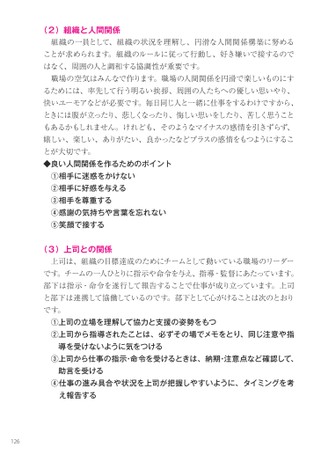 （2）組織と人間関係
組織の一員として、組織の状況を理解し、円滑な人間関係構築に努める
ことが求められます。組織のルールに従って行動し、好き嫌いで接するので
はなく、周囲の人と調和する協調性が重要です。
職場の空気はみんなで作ります。職場の人間関係を円滑で楽しいものにす
るためには、率先して行う明るい挨拶、周囲の人たちへの優しい思いやり、
快いユーモアなどが必要です。毎日同じ人と一緒に仕事をするわけですから、
ときには腹が立ったり、悲しくなったり、悔しい思いをしたり、苦しく思うこと
もあるかもしれません。けれども、そのようなマイナスの感情を引きずらず、
嬉しい、楽しい、ありがたい、良かったなどプラスの感情をもつようにするこ
とが大切です。
◆良い人間関係を作るためのポイント
①相手に迷惑をかけない
②相手に好感を与える
③相手を尊重する
④感謝の気持ちや言葉を忘れない
⑤笑顔で接する
（3）上司との関係
上司は、組織の目標達成のためにチームとして動いている職場のリーダー
です。チームの一人ひとりに指示や命令を与え、指導・監督にあたっています。
部下は指示・命令を遂行して報告することで仕事が成り立っています。上司
と部下は連携して協働しているのです。部下として心がけることは次のとおり
です。
①上司の立場を理解して協力と支援の姿勢をもつ
②上司から指導されたことは、必ずその場でメモをとり、同じ注意や指
導を受けないように気をつける
③上司から仕事の指示・命令を受けるときは、納期・注意点など確認して、
助言を受ける
④仕事の進み具合や状況を上司が把握しやすいように、タイミングを考
え報告する
126